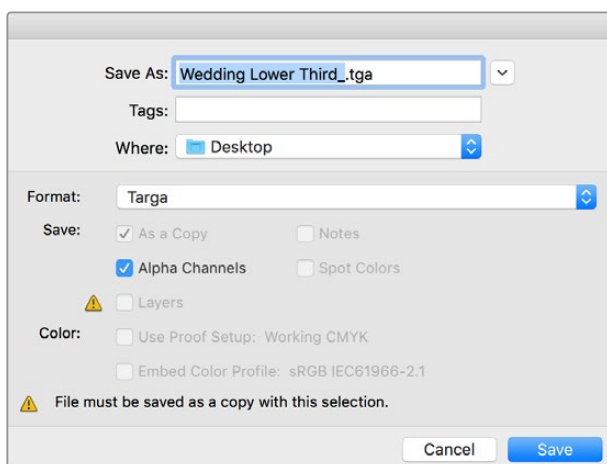 Save As: Wedding Lower Third_.tga
Tags:
Where: Desktop
Format: Targa
Save: As a Copy Notes
Alpha Channels Spot Colors
Layers
Color: Use Proof Setup: Working CMYK
Embed Color Profile: sRGB IEC61966-2.1
File must be saved as a copy with this selection.
Cancel Save